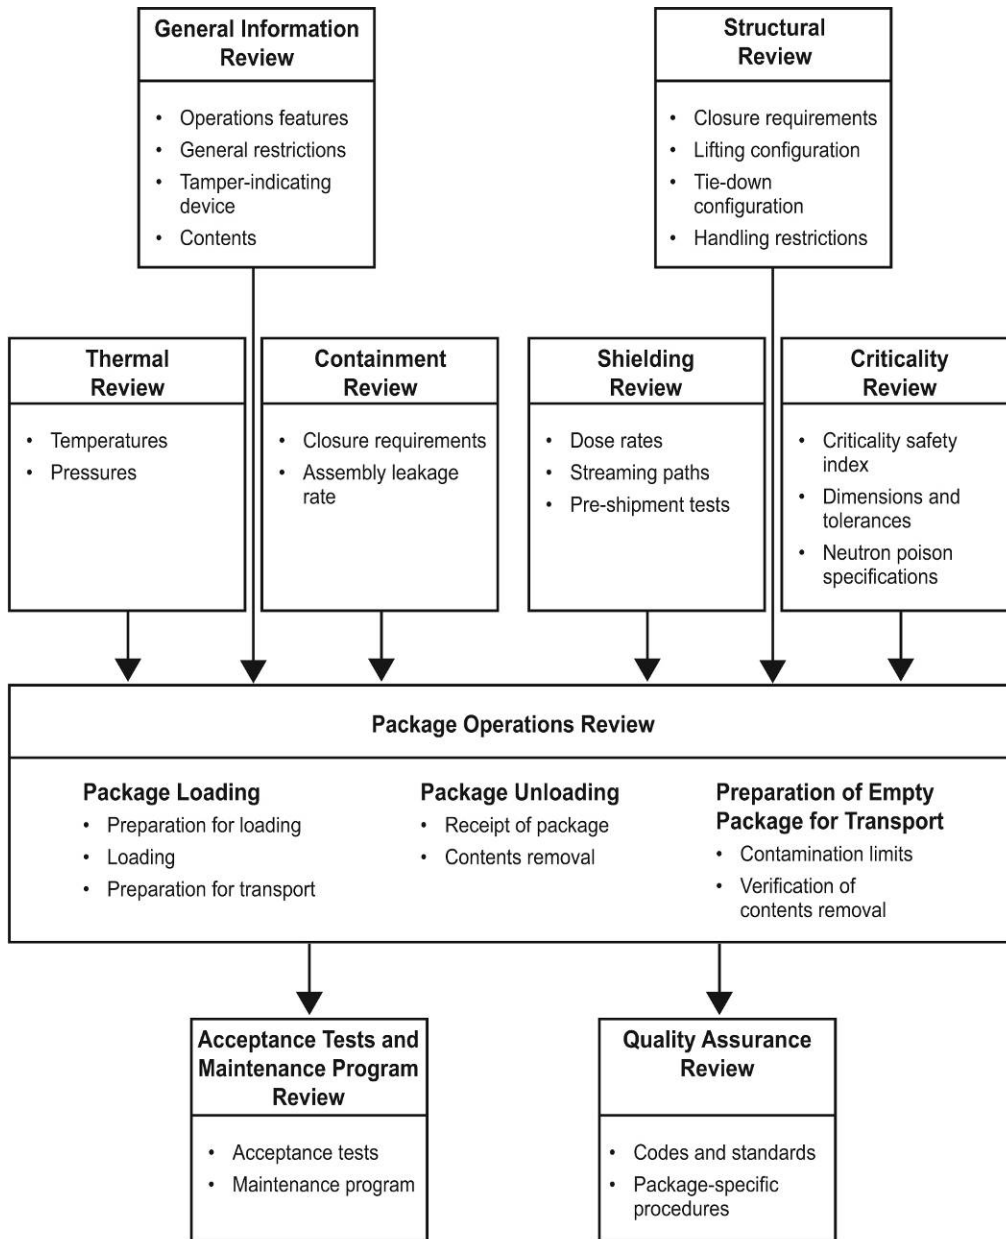 General Information
Review
• Operations features
• General restrictions
• Tamper-indicating
device
• Contents
Structural
Review
• Closure requirements
• Lifting configuration
• Tie-down
configuration
• Handling restrictions
Thermal
Review
• Temperatures
• Pressures
Containment
Review
• Closure requirements
• Assembly leakage
rate
Shielding
Review
• Dose rates
• Streaming paths
• Pre-shipment tests
Criticality
Review
• Criticality safety
index
• Dimensions and
tolerances
• Neutron poison
specifications
Package Operations Review
Package Loading
• Preparation for loading
• Loading
• Preparation for transport
Package Unloading
• Receipt of package
• Contents removal
Preparation of Empty
Package for Transport
• Contamination limits
• Verification of
contents removal
Acceptance Tests and
Maintenance Program
Review
• Acceptance tests
• Maintenance program
Quality Assurance
Review
• Codes and standards
• Package-specific
procedures